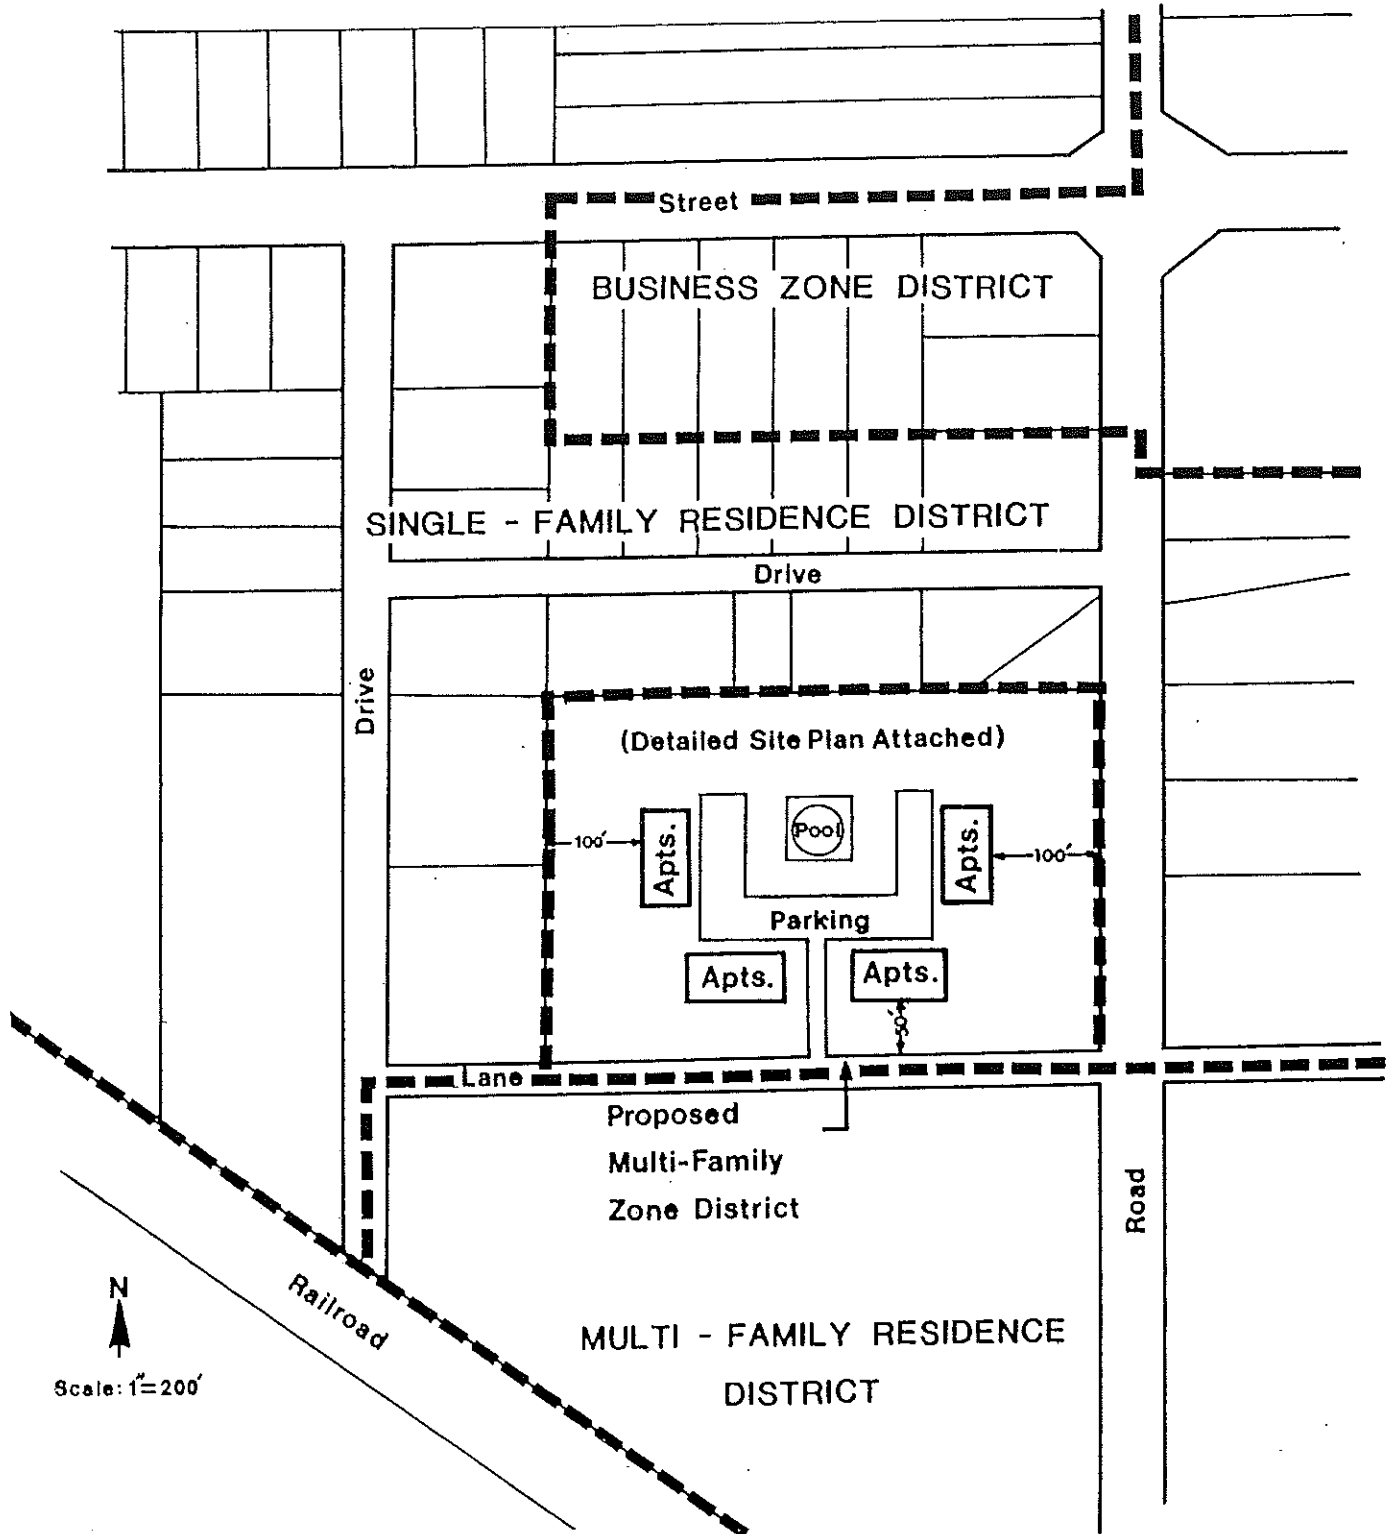 Street
BUSINESS ZONE DISTRICT
SINGLE - FAMILY RESIDENCE DISTRICT
Drive
Drive
(Detailed Site Plan Attached)
Pool
Apts.
Apts.
100'
100'
Parking
Apts.
Apts.
50'
Lane
Proposed
Multi-Family
Zone District
Road
Railroad
N
Scale: 1"=200'
MULTI - FAMILY RESIDENCE
DISTRICT